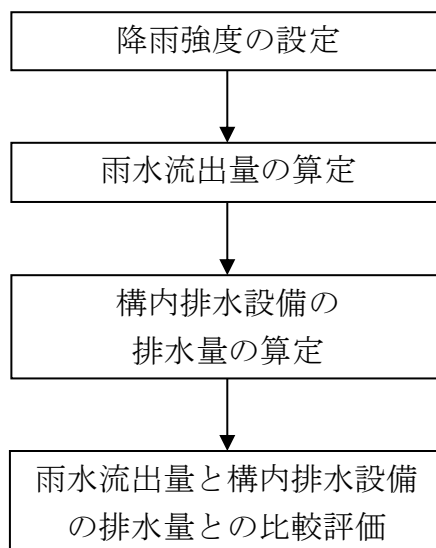 降雨強度の設定
雨水流出量の算定
構内排水設備の
排水量の算定
雨水流出量と構内排水設備
の排水量との比較評価